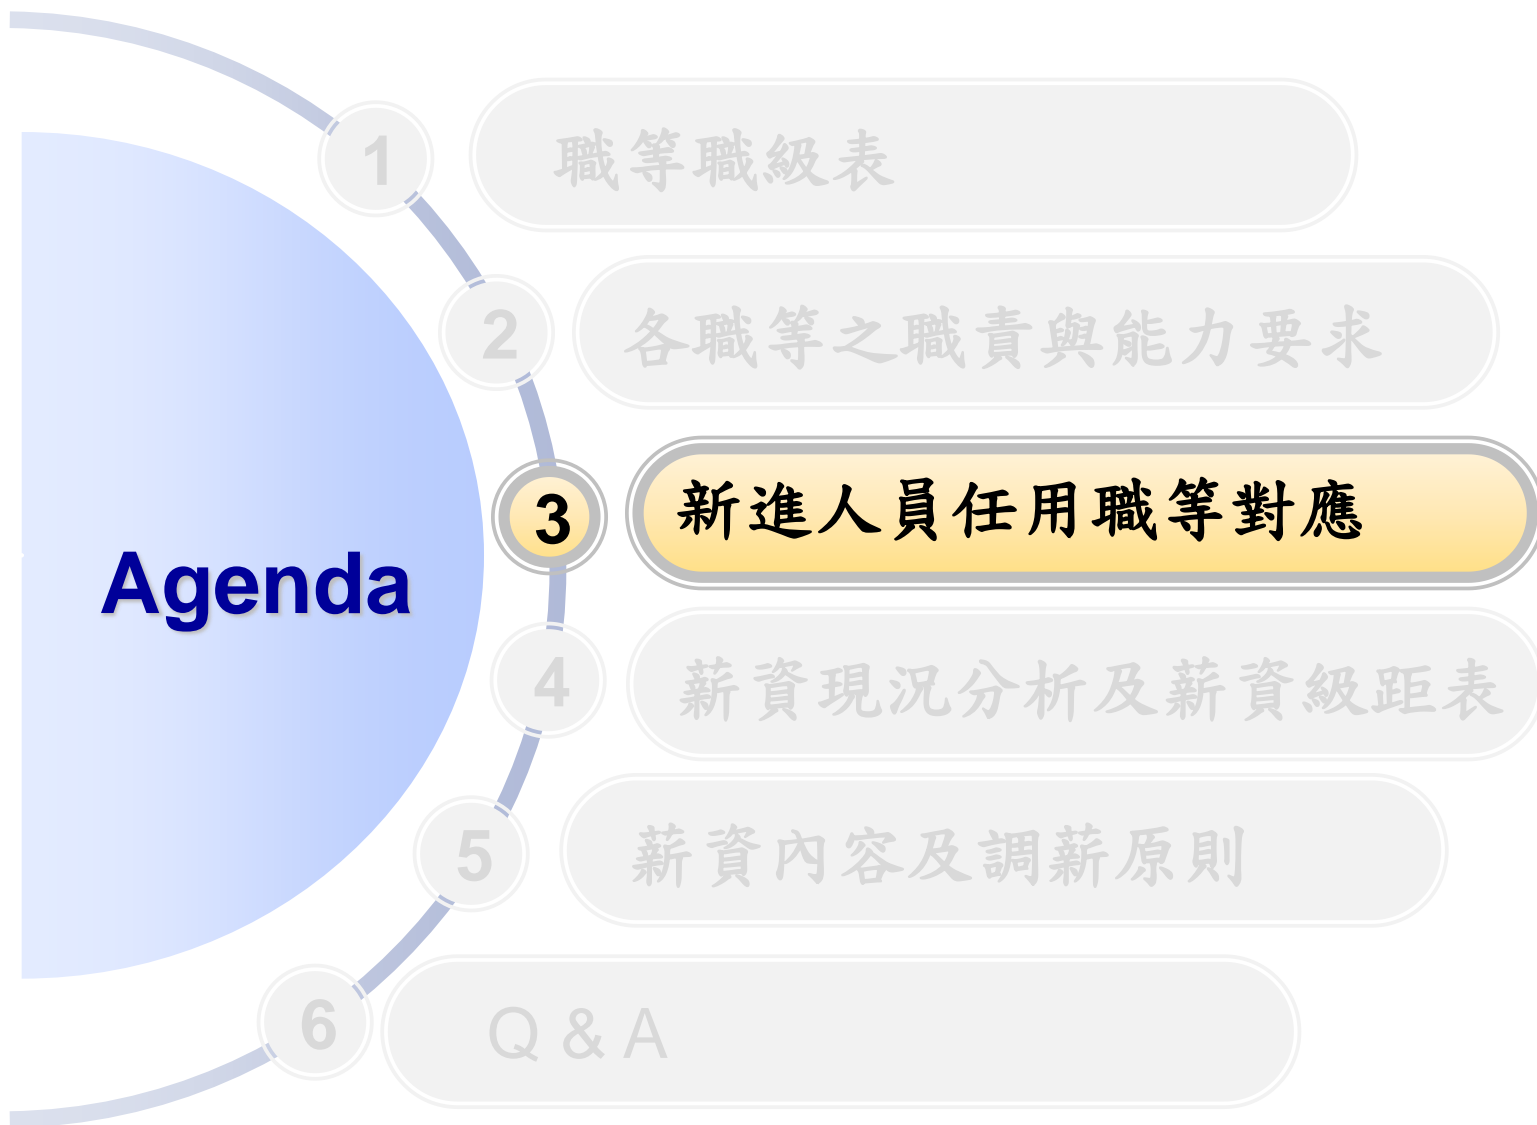 Agenda
1 職等職級表
2 各職等之職責與能力要求
3 新進人員任用職等對應
4 薪資現況分析及薪資級距表
5 薪資內容及調薪原則
6 Q & A